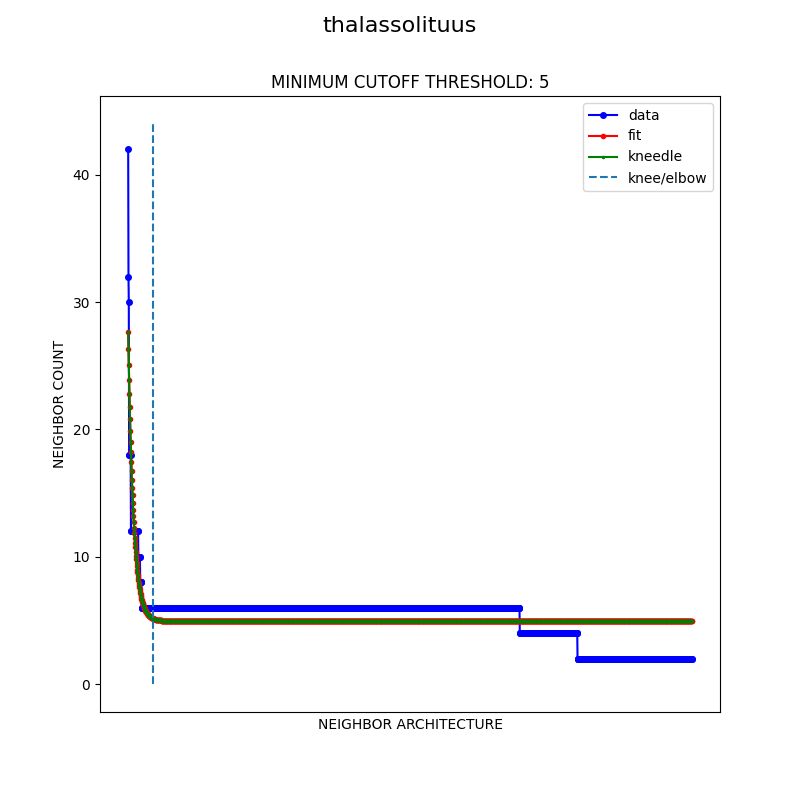 thalassolituus
MINIMUM CUTOFF THRESHOLD: 5
data
fit
kneedle
knee/elbow
40
30
20
10
0
NEIGHBOR COUNT
NEIGHBOR ARCHITECTURE